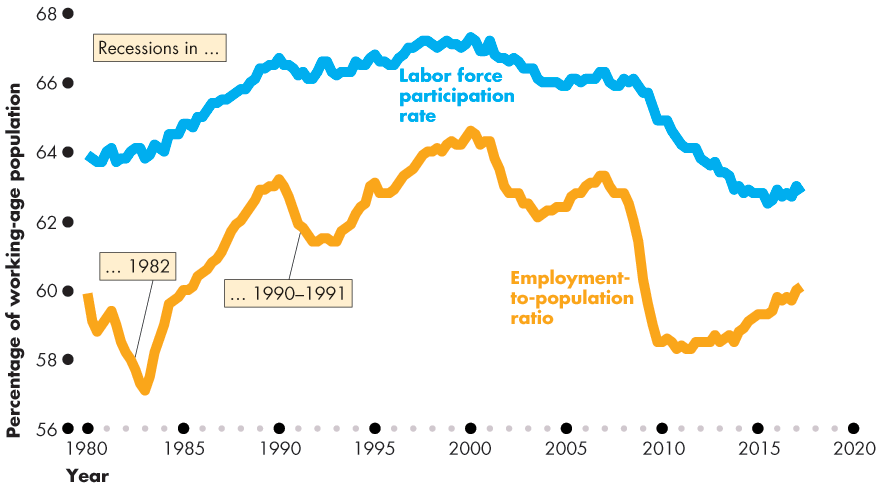 Percentage of working-age population
68
66
64
62
60
58
56
Recessions in ...
Labor force
participation
rate
... 1982
... 1990–1991
Employment-
to-population
ratio
1980 1985 1990 1995 2000 2005 2010 2015 2020
Year